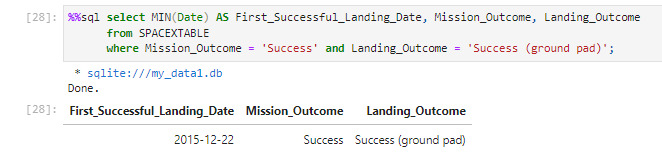 [28]: %%sql select MIN(Date) AS First_Successful_Landing_Date, Mission_Outcome, Landing_Outcome
from SPACEXTABLE
where Mission_Outcome = 'Success' and Landing_Outcome = 'Success (ground pad)';
* sqlite:///my_data1.db
Done.
[28]: First_Successful_Landing_Date Mission_Outcome Landing_Outcome
2015-12-22 Success Success (ground pad)